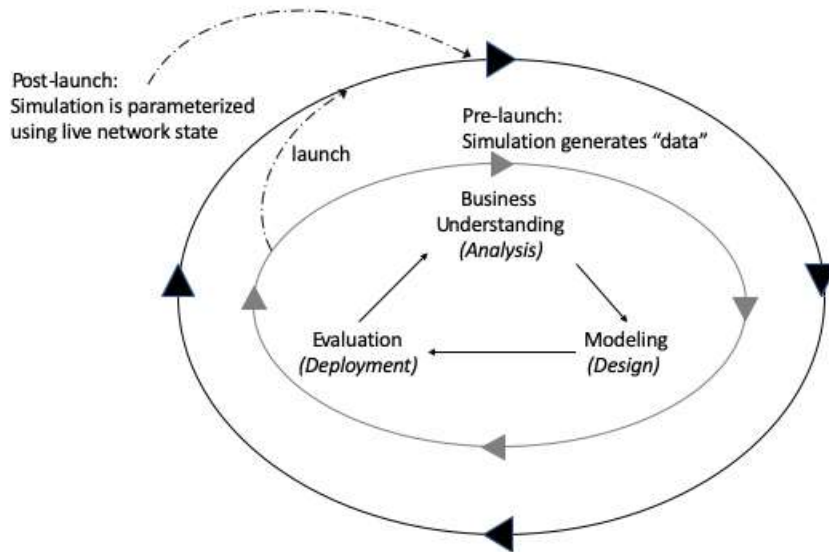 Post-launch:
Simulation is parameterized
using live network state
launch
Pre-launch:
Simulation generates “data”
Business
Understanding
(Analysis)
Evaluation
(Deployment)
Modeling
(Design)